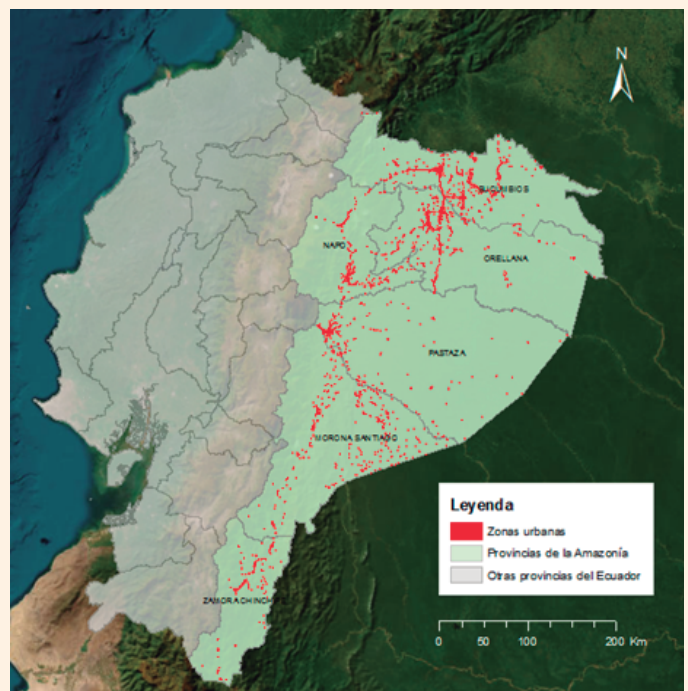 N
SUCUMBIOS
NAPO
ORELLANA
PASTAZA
MORONA SANTIAGO
ZAMORA CHINCHIPE
Leyenda
Zonas urbanas
Provincias de la Amazonía
Otras provincias del Ecuador
0 50 100 200 Km